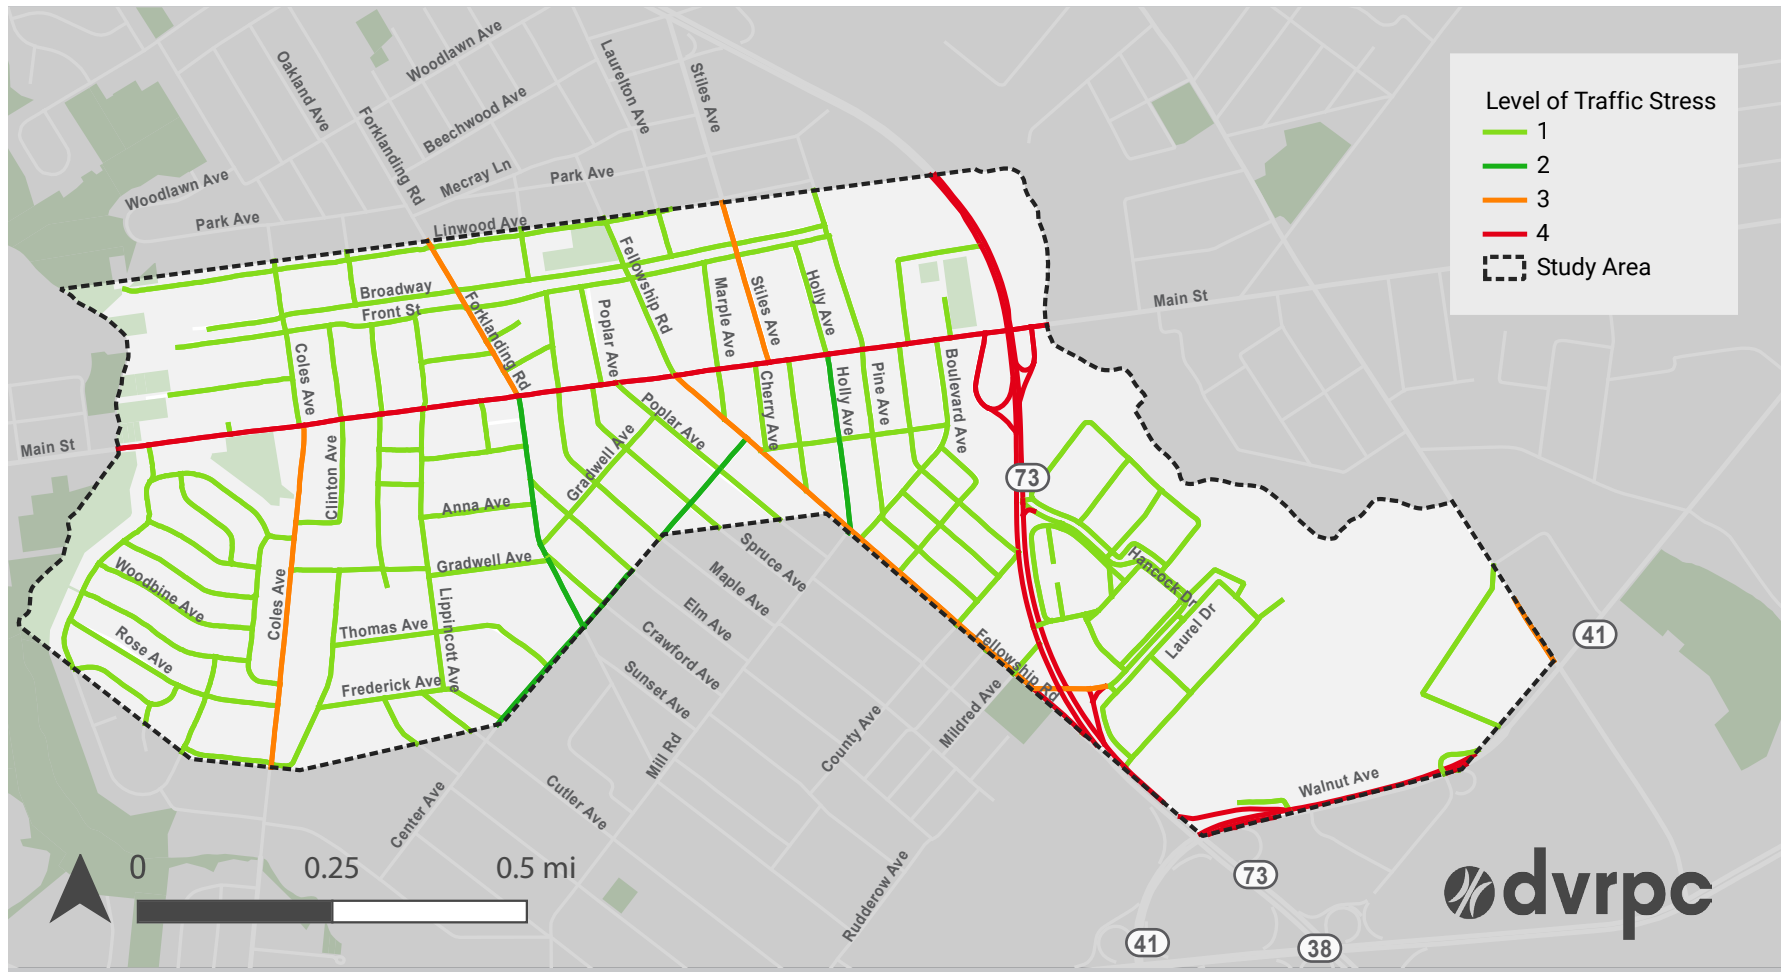 Woodlawn Ave
Oakland Ave
Laurelton Ave
Stiles Ave
Beechwood Ave
Forklanding Rd
Mecray Ln
Park Ave
Woodlawn Ave
Park Ave
Linwood Ave
Level of Traffic Stress
1
2
3
4
Study Area
Fellowship Rd
Broadway
Front St
Forklanding Rd
Poplar Ave
Marple Ave
Stiles Ave
Holly Ave
Main St
Coles Ave
Cherry Ave
Holly Ave
Pine Ave
Boulevard Ave
Poplar Ave
Gradwell Ave
Main St
Clinton Ave
Anna Ave
73
Gradwell Ave
Spruce Ave
Maple Ave
Elm Ave
Crawford Ave
Sunset Ave
Woodbine Ave
Coles Ave
Lippincott Ave
Thomas Ave
Rose Ave
Frederick Ave
Hancock Dr
Laurel Dr
41
Fellowship Rd
Mildred Ave
County Ave
Mill Rd
Cutler Ave
Center Ave
Walnut Ave
Rudderow Ave
0 0.25 0.5 mi
73
41
38
dvrpc